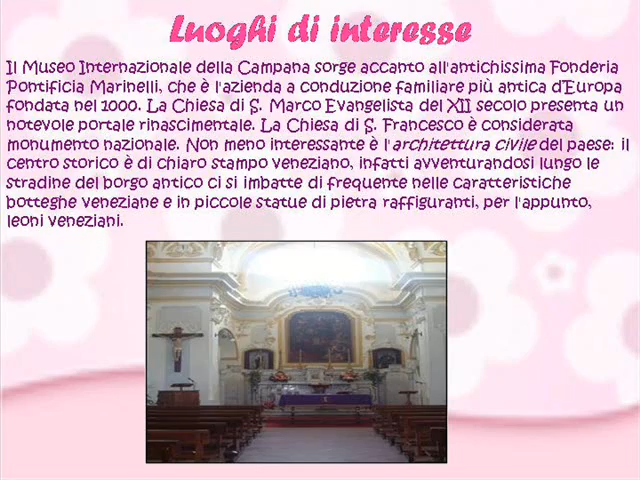 Luoghi di interesse
Il Museo Internazionale della Campana sorge accanto all'antichissima Fonderia
Pontificia Marinelli, che è l'azienda a conduzione familiare più antica d'Europa
fondata nel 1000. La Chiesa di S. Marco Evangelista del XII secolo presenta un
notevole portale rinascimentale. La Chiesa di S. Francesco è considerata
monumento nazionale. Non meno interessante è l'architettura civile del paese: il
centro storico è di chiaro stampo veneziano, infatti avventurandosi lungo le
stradine del borgo antico ci si imbatte di frequente nelle caratteristiche
botteghe veneziane e in piccole statue di pietra raffiguranti, per l'appunto,
leoni veneziani.